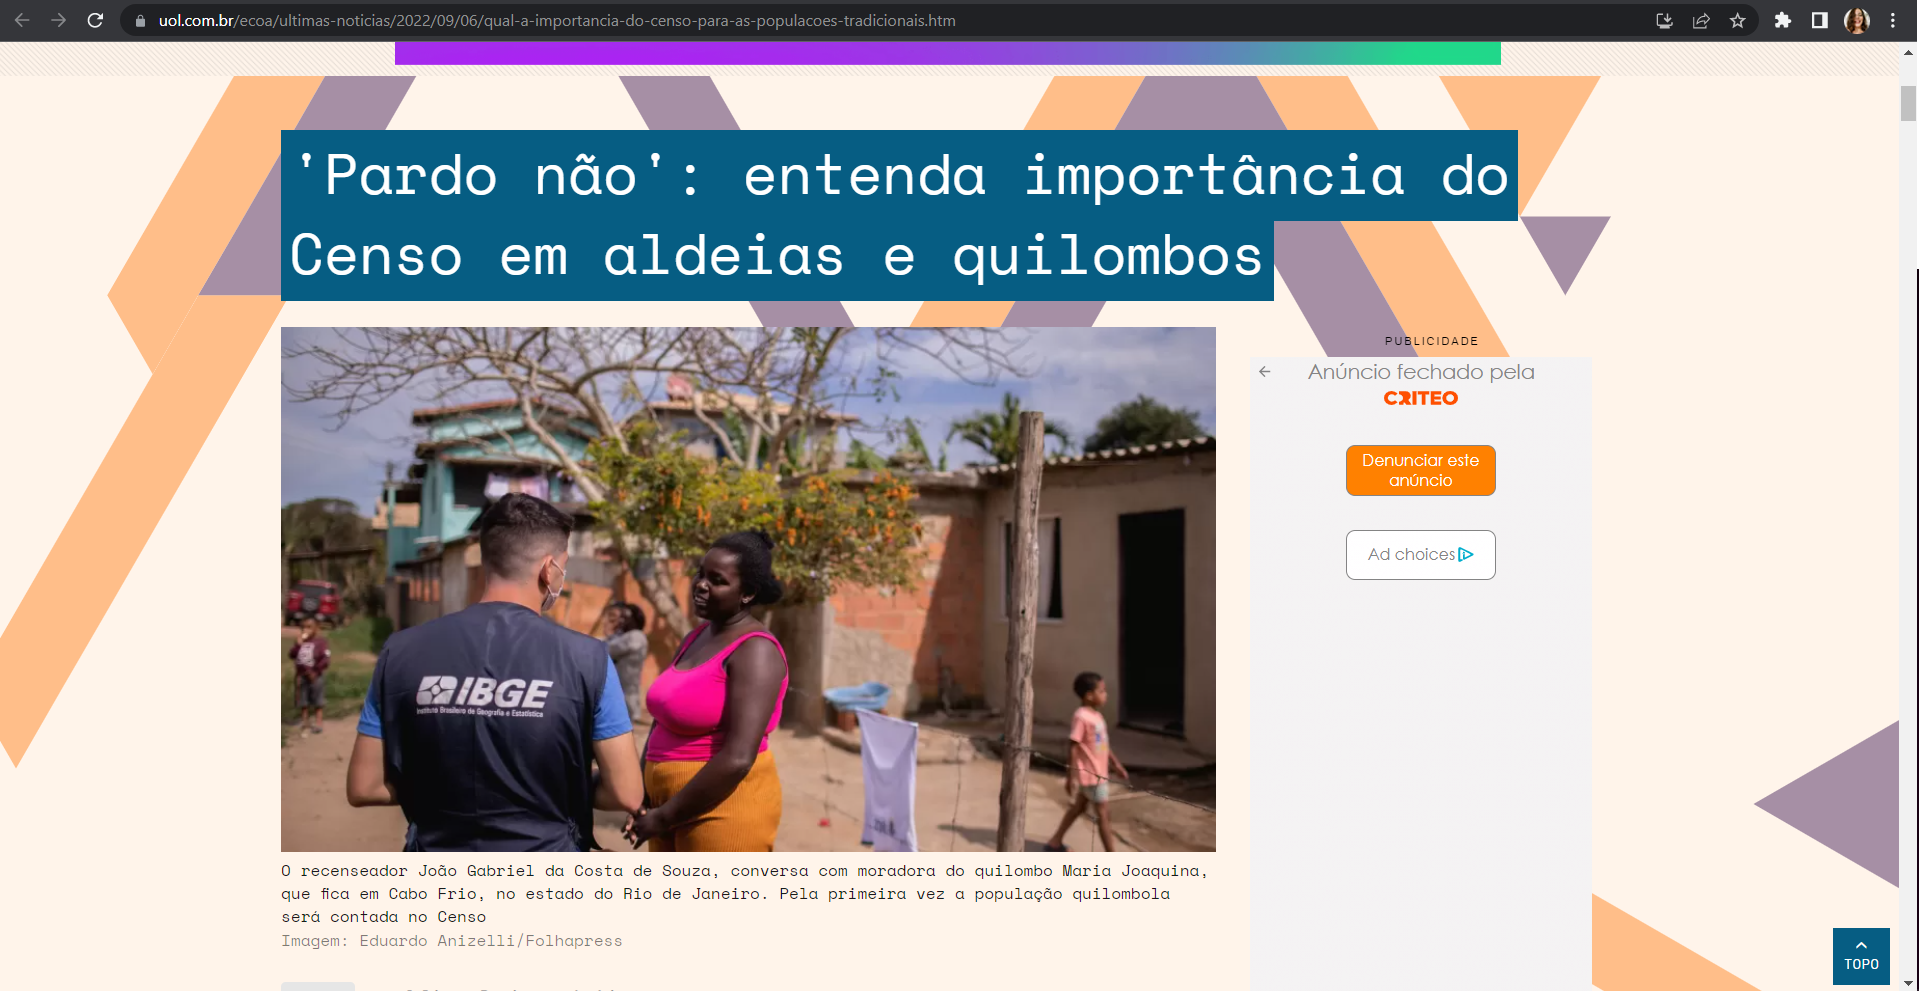 uol.com.br/ecoa/ultimas-noticias/2022/09/06/qual-a-importancia-do-censo-para-as-populacoes-tradicionais.htm
'Pardo não': entenda importância do
Censo em aldeias e quilombos
IBGE
Instituto Brasileiro de Geografia e Estatística
O recenseador João Gabriel da Costa de Souza, conversa com moradora do quilombo Maria Joaquina,
que fica em Cabo Frio, no estado do Rio de Janeiro. Pela primeira vez a população quilombola
será contada no Censo
Imagem: Eduardo Anizelli/Folhapress
PUBLICIDADE
Anúncio fechado pela
CRITEO
Denunciar este
anúncio
Ad choices
TOPO